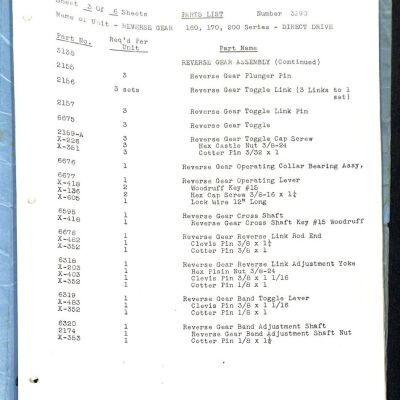 Sheet 3 Of 6 Sheets PARTS LIST Number 3290
Name of Unit - REVERSE GEAR 160, 170, 200 Series - DIRECT DRIVE
Part No. Req'd Per Unit Part Name
3135 REVERSE GEAR ASSEMBLY (Continued)
2155 3 Reverse Gear Plunger Pin
2156 3 sets Reverse Gear Toggle Link (3 Links to 1 set)
2157 3 Reverse Gear Toggle Link Pin
6675 3 Reverse Gear Toggle
2159-A 3 Reverse Gear Toggle Cap Screw
X-226 3 Hex Castle Nut 3/8-24
X-351 3 Cotter Pin 3/32 x 1
6676 1 Reverse Gear Operating Collar Bearing Assy.
6677 1 Reverse Gear Operating Lever
X-418 2 Woodruff Key #15
X-136 2 Hex Cap Screw 3/8-16 x 1¼
X-605 1 Lock Wire 12" Long
6595 1 Reverse Gear Cross Shaft
X-418 1 Reverse Gear Cross Shaft Key #15 Woodruff
6678 1 Reverse Gear Reverse Link Rod End
X-482 1 Clevis Pin 3/8 x 1¼
X-352 1 Cotter Pin 3/8 x 1
6318 1 Reverse Gear Reverse Link Adjustment Yoke
X-203 1 Hex Plain Nut 3/8-24
X-403 1 Clevis Pin 3/8 x 1 1/16
X-352 1 Cotter Pin 1/8 x 1
6319 1 Reverse Gear Band Toggle Lever
X-483 1 Clevis Pin 3/8 x 1 1/16
X-352 1 Cotter Pin 1/8 x 1
6320 1 Reverse Gear Band Adjustment Shaft
2174 1 Reverse Gear Band Adjustment Shaft Nut
X-353 1 Cotter Pin 1/8 x